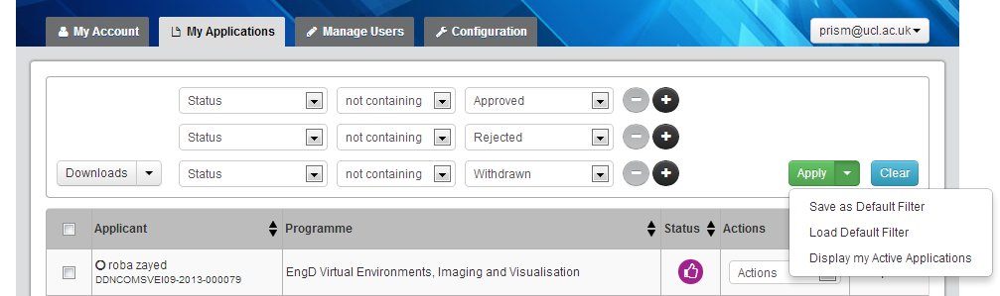 My Account My Applications Manage Users Configuration prism@ucl.ac.uk
Status not containing Approved
Status not containing Rejected
Downloads Status not containing Withdrawn Apply Clear
Save as Default Filter
Load Default Filter
Display my Active Applications
Applicant Programme Status Actions
roba zayed
DDNCOMSVEI09-2013-000079
EngD Virtual Environments, Imaging and Visualisation
Actions